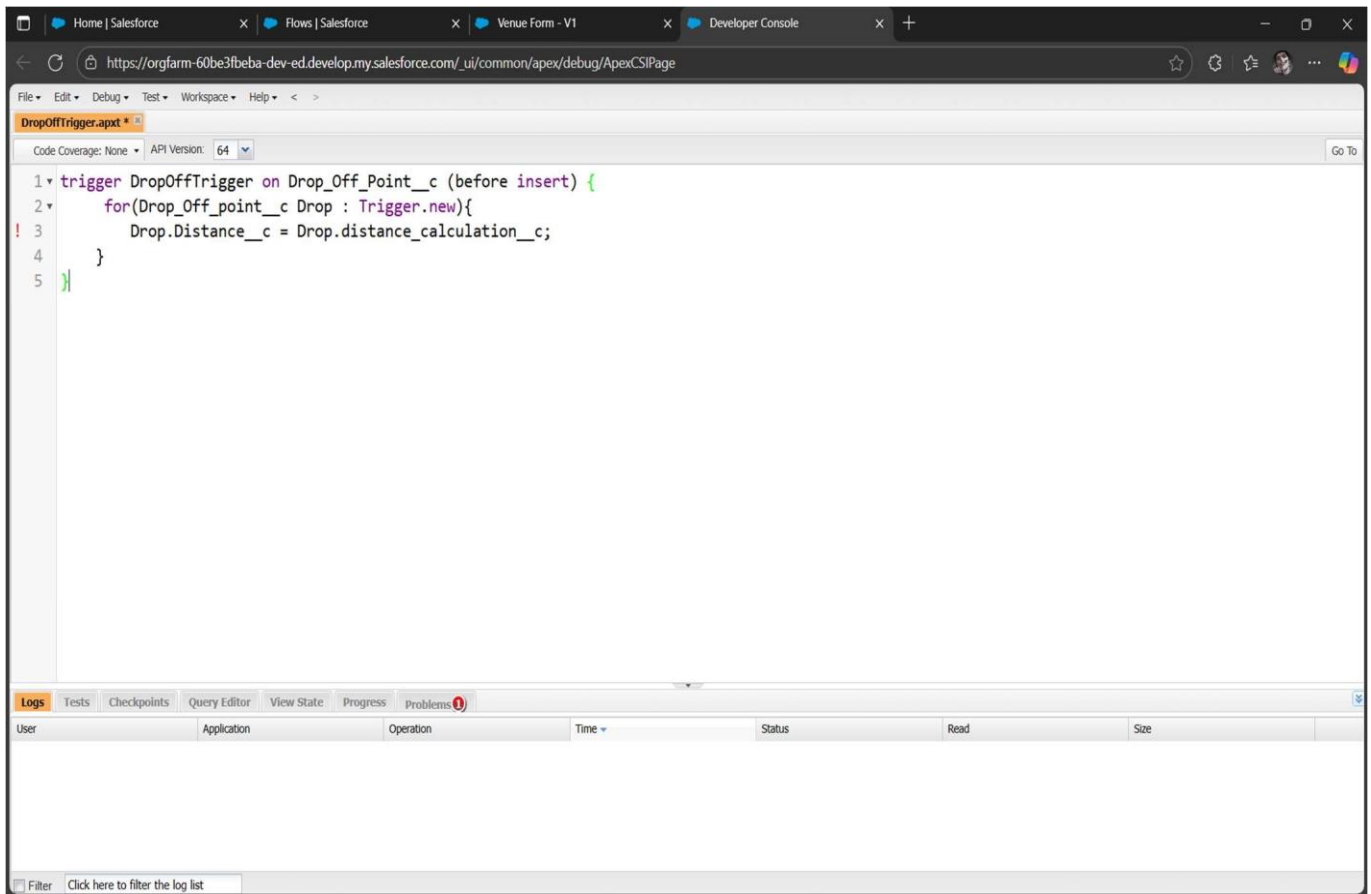 Home | Salesforce
Flows | Salesforce
Venue Form - V1
Developer Console
https://orgfarm-60be3fbeba-dev-ed.develop.my.salesforce.com/_ui/common/apex/debug/ApexCSIPage
File Edit Debug Test Workspace Help < >
DropOffTrigger.apxt *
Code Coverage: None API Version: 64 Go To
1 trigger DropOffTrigger on Drop_Off_Point__c (before insert) {
2 for(Drop_Off_point__c Drop : Trigger.new){
! 3 Drop.Distance__c = Drop.distance_calculation__c;
4 }
5 }
Logs Tests Checkpoints Query Editor View State Progress Problems 1
User Application Operation Time Status Read Size
Filter Click here to filter the log list